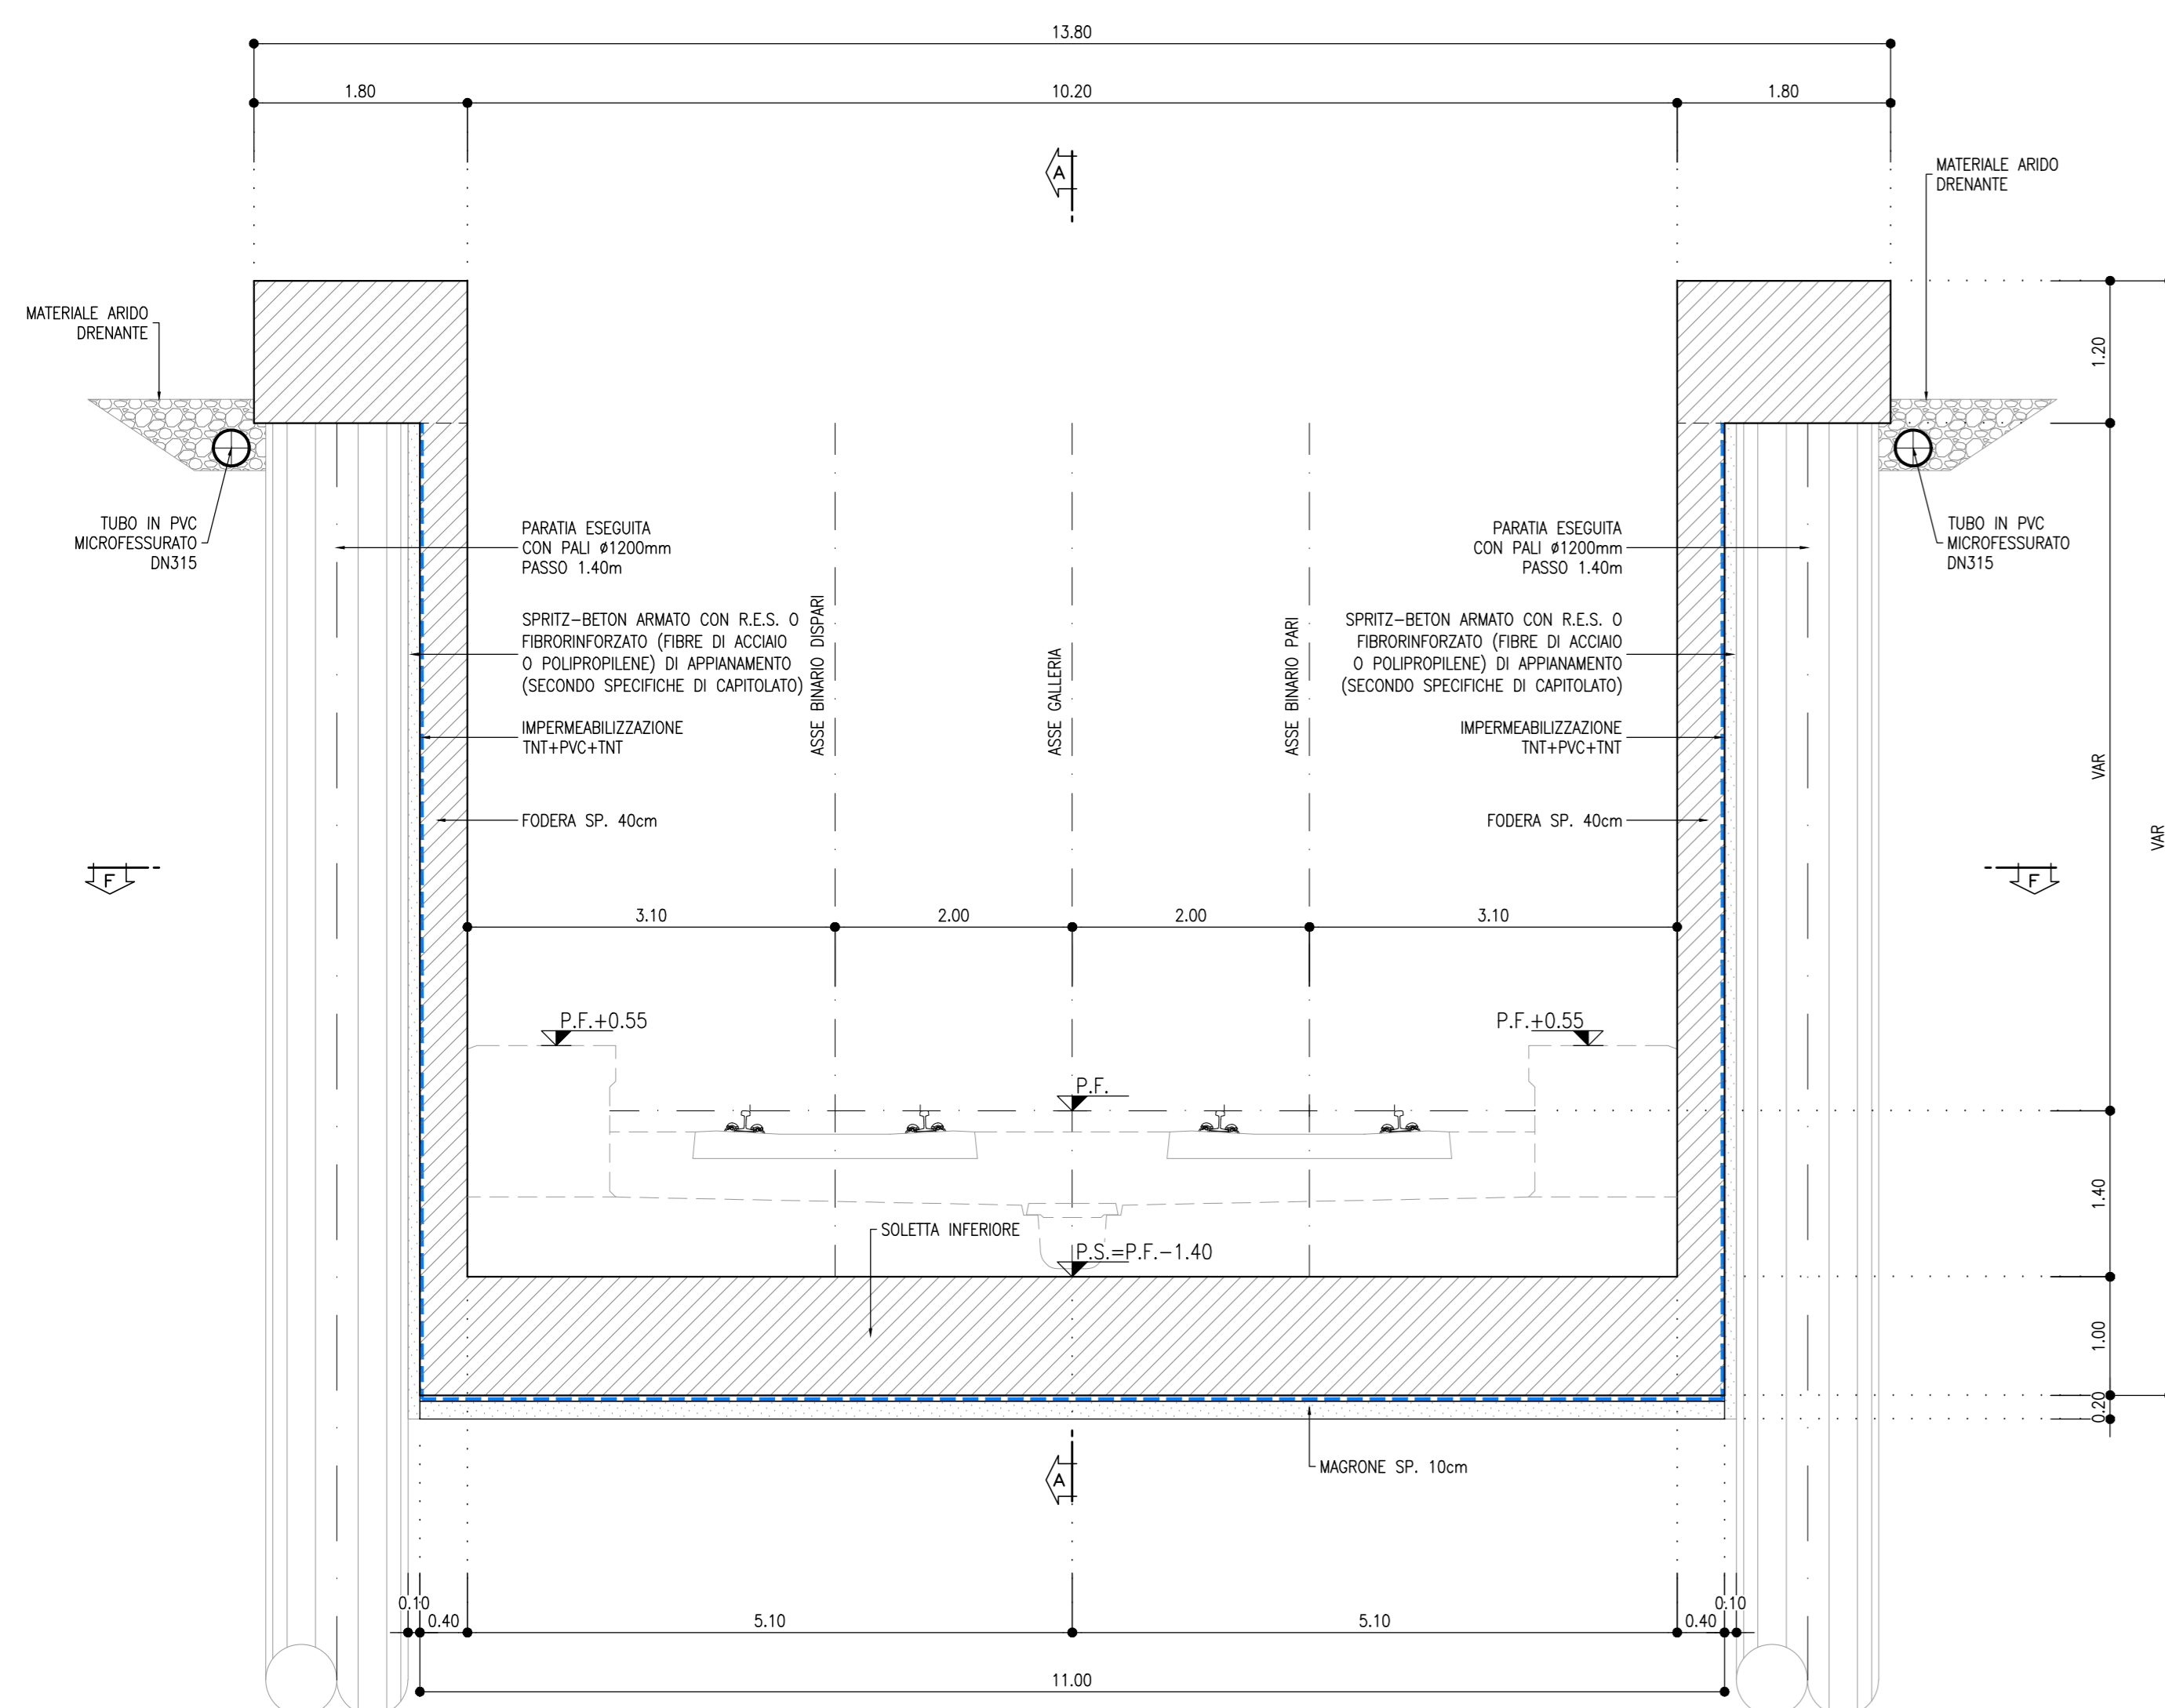 13.80
1.80
10.20
1.80
A
MATERIALE ARIDO
DRENANTE
MATERIALE ARIDO
DRENANTE
1.20
TUBO IN PVC
MICROFESSURATO
DN315
PARATIA ESEGUITA
CON PALI ø1200mm
PASSO 1.40m
PARATIA ESEGUITA
CON PALI ø1200mm
PASSO 1.40m
TUBO IN PVC
MICROFESSURATO
DN315
SPRITZ-BETON ARMATO CON R.E.S. O
FIBRORINFORZATO (FIBRE DI ACCIAIO
O POLIPROPILENE) DI APPIANAMENTO
(SECONDO SPECIFICHE DI CAPITOLATO)
ASSE BINARIO DISPARI
ASSE GALLERIA
ASSE BINARIO PARI
SPRITZ-BETON ARMATO CON R.E.S. O
FIBRORINFORZATO (FIBRE DI ACCIAIO
O POLIPROPILENE) DI APPIANAMENTO
(SECONDO SPECIFICHE DI CAPITOLATO)
IMPERMEABILIZZAZIONE
TNT+PVC+TNT
IMPERMEABILIZZAZIONE
TNT+PVC+TNT
VAR
VAR
FODERA SP. 40cm
FODERA SP. 40cm
F
F
3.10
2.00
2.00
3.10
P.F.+0.55
P.F.+0.55
P.F.
1.40
SOLETTA INFERIORE
P.S.=P.F.-1.40
1.00
0.20
MAGRONE SP. 10cm
A
0.10
0.40
5.10
5.10
0.40
0.10
11.00